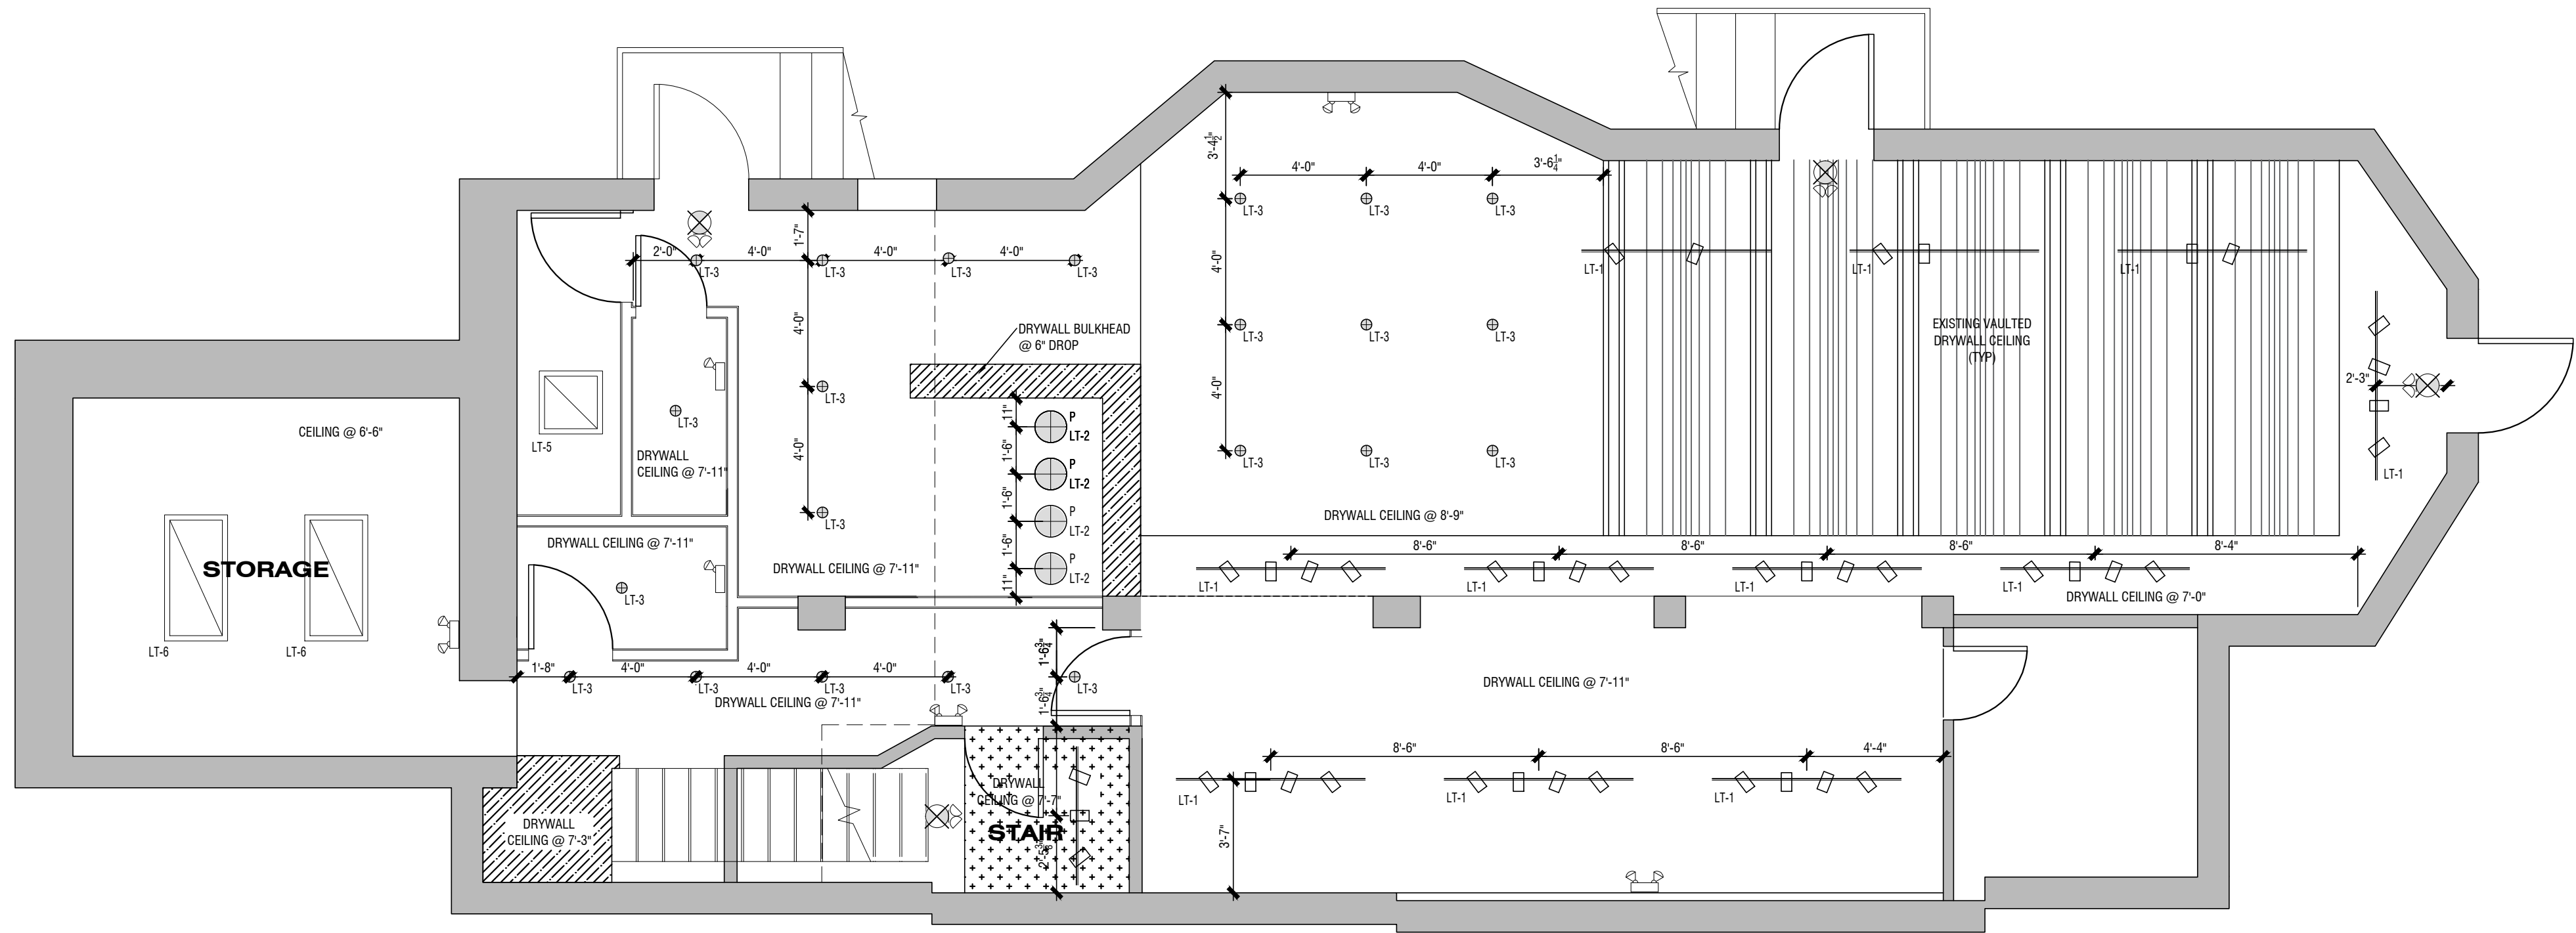 3'-4½"
4'-0"
4'-0"
3'-6¼"
LT-3
LT-3
LT-3
1'-7"
2'-0"
4'-0"
4'-0"
4'-0"
LT-3
LT-3
LT-3
LT-3
4'-0"
LT-1
LT-1
LT-1
4'-0"
DRYWALL BULKHEAD
@ 6" DROP
LT-3
LT-3
LT-3
EXISTING VAULTED
DRYWALL CEILING
(TYP)
LT-3
4'-0"
2'-3"
LT-1
CEILING @ 6'-6"
LT-5
LT-3
DRYWALL
CEILING @ 7'-11"
4'-0"
11"
P
LT-2
1'-6"
P
LT-2
1'-6"
P
LT-2
1'-6"
P
LT-2
11"
LT-3
LT-3
LT-3
LT-3
DRYWALL CEILING @ 8'-9"
DRYWALL CEILING @ 7'-11"
DRYWALL CEILING @ 7'-11"
8'-6"
8'-6"
8'-6"
8'-4"
STORAGE
LT-6
LT-6
LT-3
LT-1
LT-1
LT-1
LT-1
DRYWALL CEILING @ 7'-0"
1'-8"
4'-0"
4'-0"
4'-0"
1'-6¾"
LT-3
LT-3
LT-3
LT-3
LT-3
1'-6¾"
DRYWALL CEILING @ 7'-11"
DRYWALL CEILING @ 7'-11"
8'-6"
8'-6"
4'-4"
DRYWALL
CEILING @ 7'-7"
STAIR
LT-1
LT-1
LT-1
3'-7"
DRYWALL
CEILING @ 7'-3"